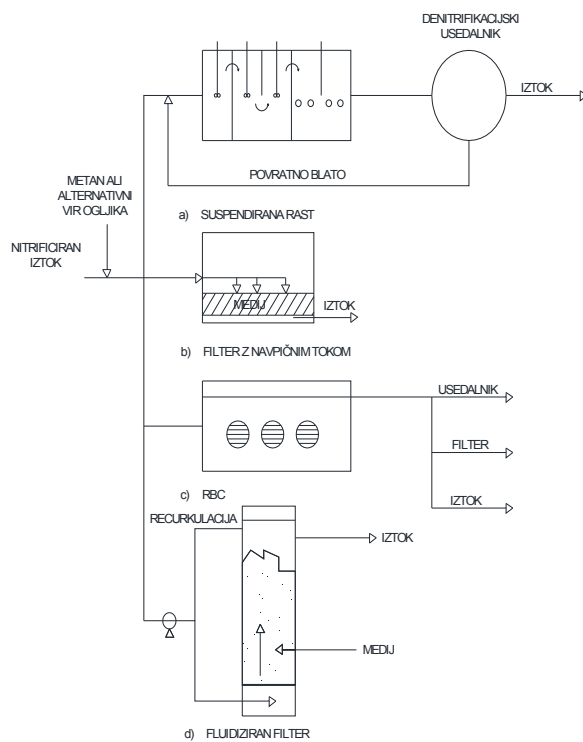 DENITRIFIKACIJSKI
USEDALNIK
IZTOK
POVRATNO BLATO
METAN ALI
ALTERNATIVNI
VIR OGLJIKA
a) SUSPENDIRANA RAST
NITRIFICIRAN
IZTOK
MEDIJ
IZTOK
b) FILTER Z NAVPIČNIM TOKOM
USEDALNIK
FILTER
c) RBC
IZTOK
RECURKULACIJA
IZTOK
MEDIJ
d) FLUIDIZIRAN FILTER